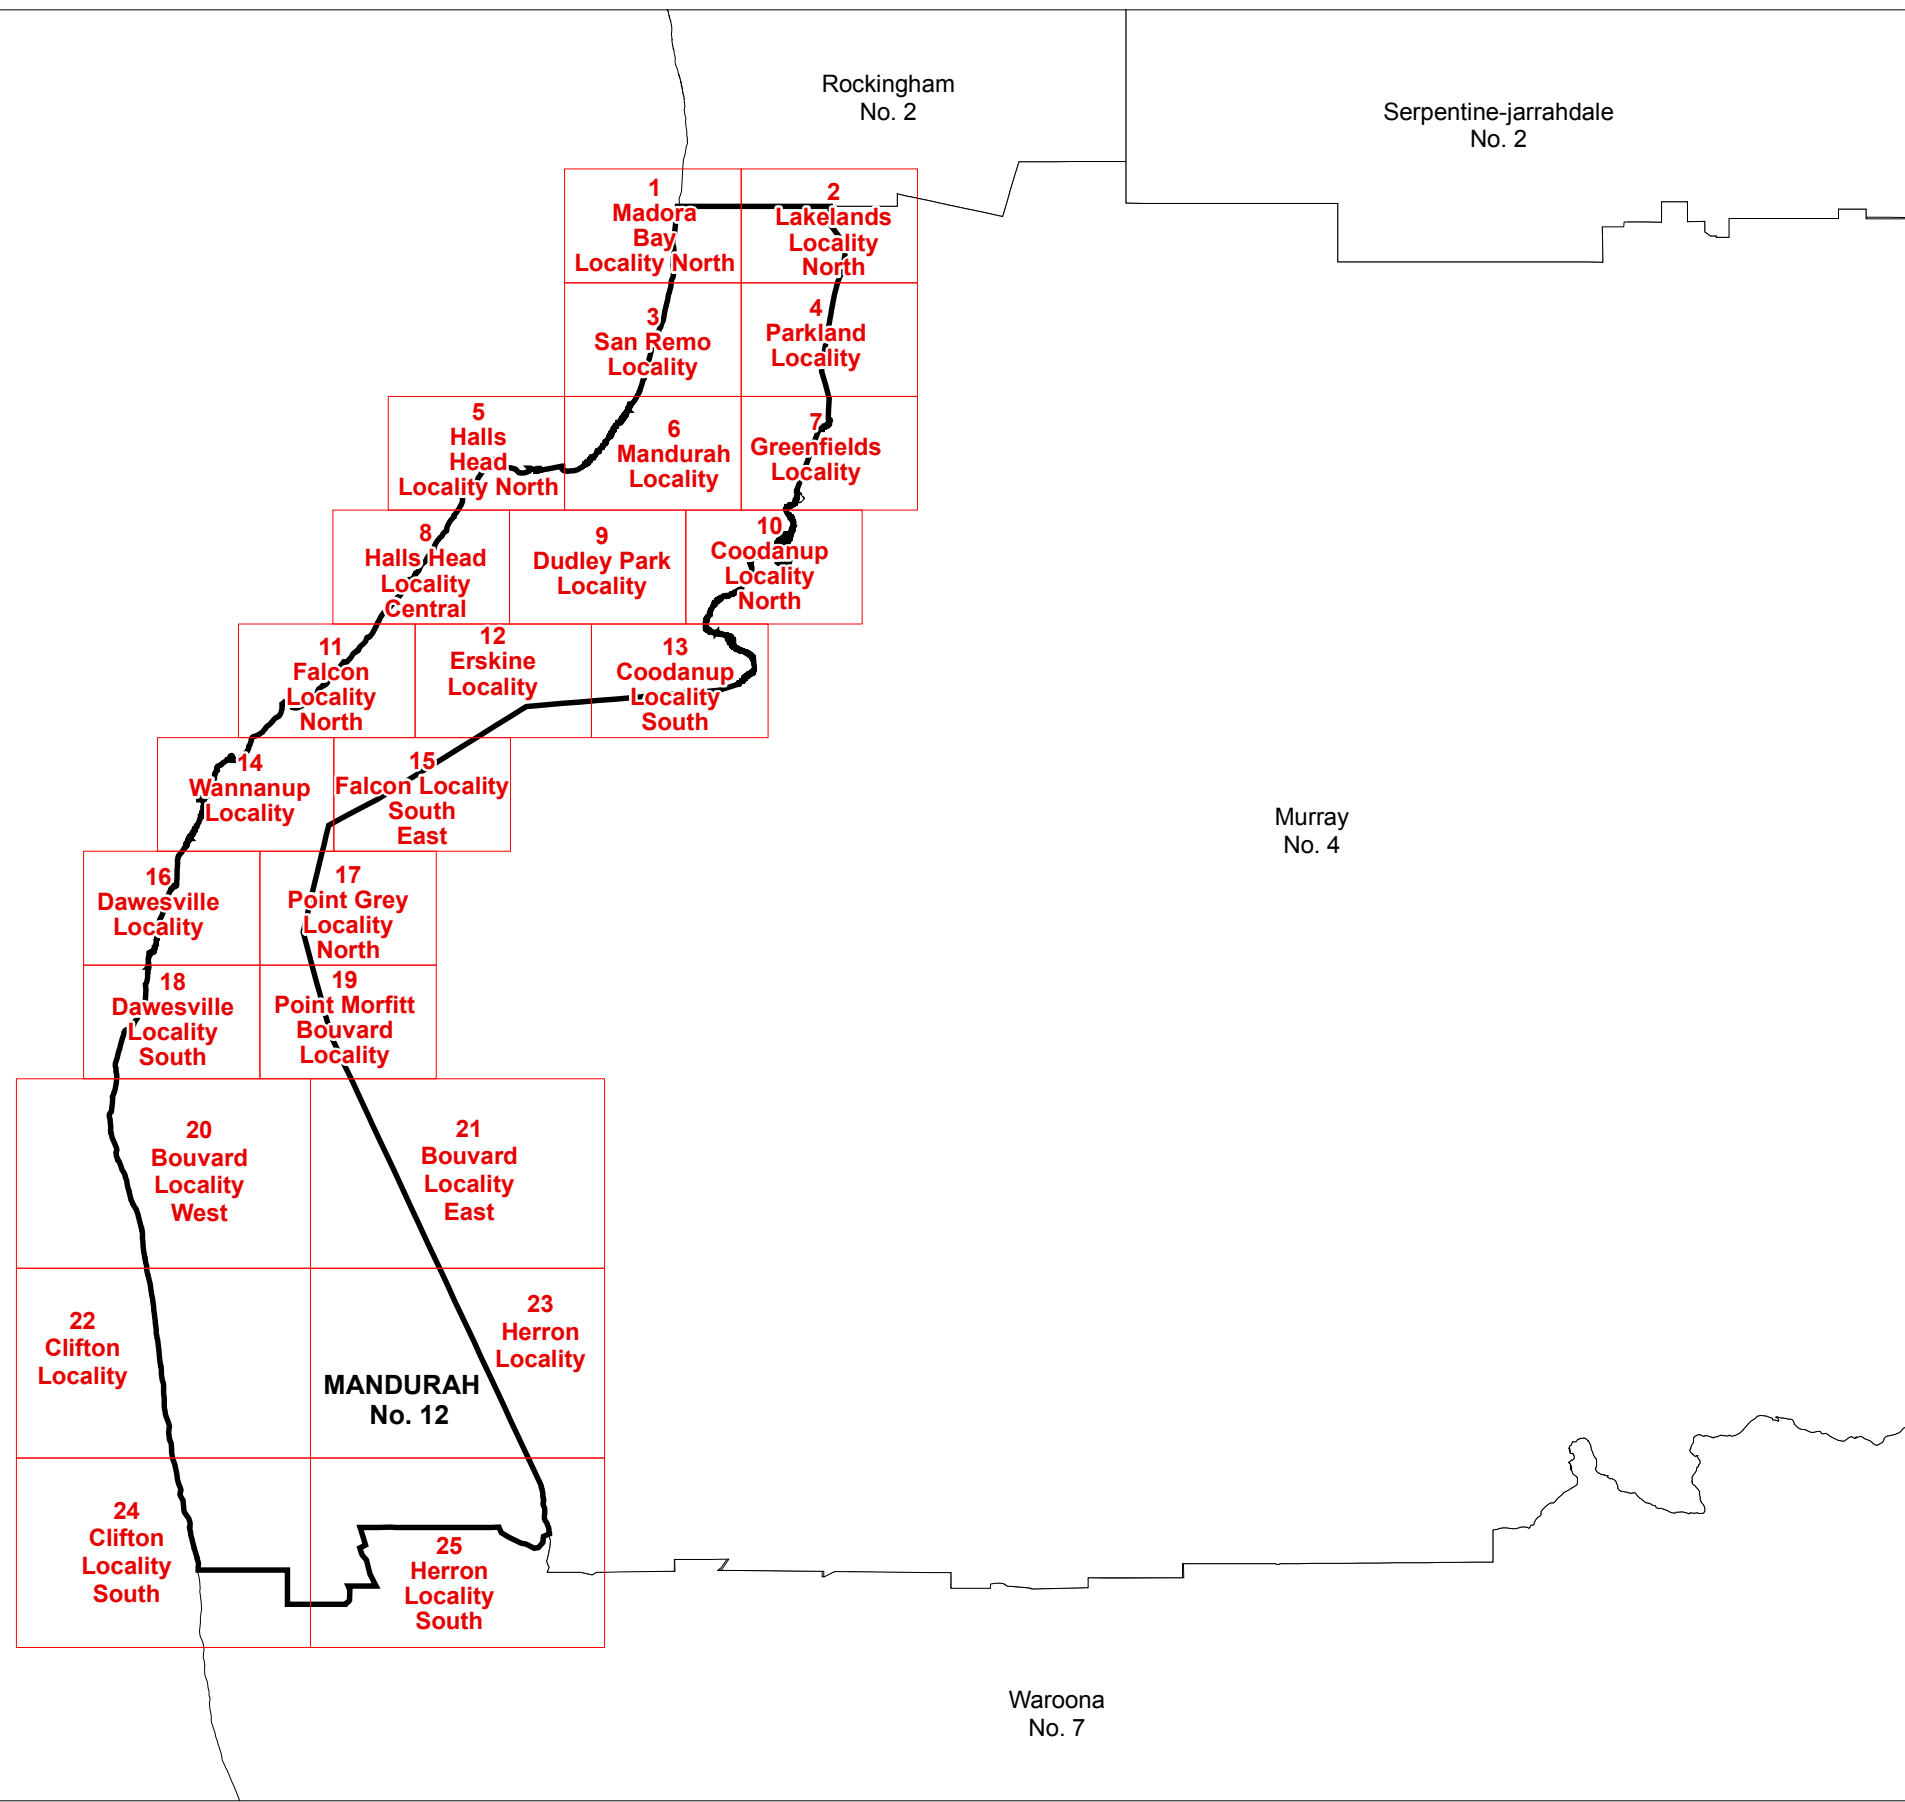 Rockingham
No. 2
Serpentine-jarrahdale
No. 2
1
Madora
Bay
Locality North
2
Lakelands
Locality
North
3
San Remo
Locality
4
Parkland
Locality
5
Halls
Head
Locality North
6
Mandurah
Locality
7
Greenfields
Locality
8
Halls Head
Locality
Central
9
Dudley Park
Locality
10
Coodanup
Locality
North
11
Falcon
Locality
North
12
Erskine
Locality
13
Coodanup
Locality
South
14
Wannanup
Locality
15
Falcon Locality
South
East
Murray
No. 4
16
Dawesville
Locality
17
Point Grey
Locality
North
18
Dawesville
Locality
South
19
Point Morfitt
Bouvard
Locality
20
Bouvard
Locality
West
21
Bouvard
Locality
East
22
Clifton
Locality
23
Herron
Locality
MANDURAH
No. 12
24
Clifton
Locality
South
25
Herron
Locality
South
Waroona
No. 7